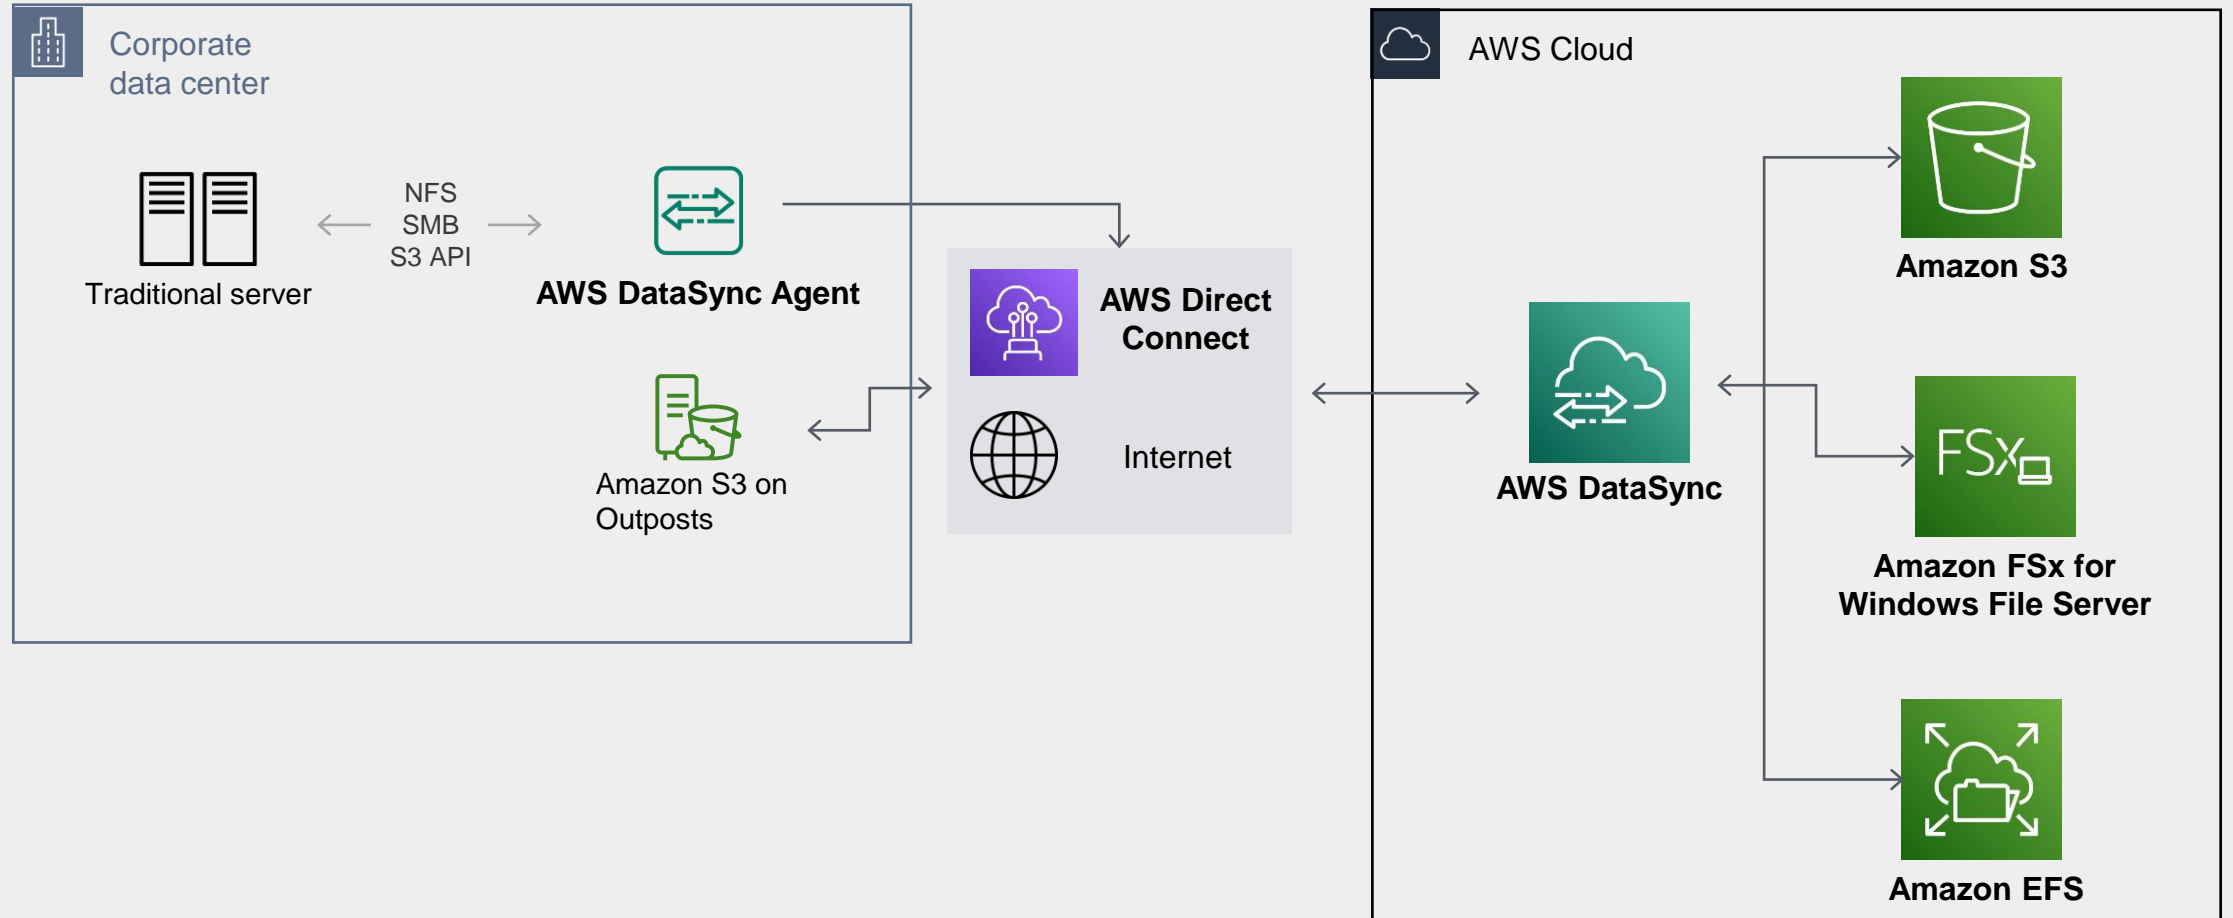 Corporate
data center
NFS
SMB
S3 API
Traditional server
AWS DataSync Agent
Amazon S3 on
Outposts
AWS Direct
Connect
Internet
AWS Cloud
AWS DataSync
Amazon S3
FSx
Amazon FSx for
Windows File Server
Amazon EFS